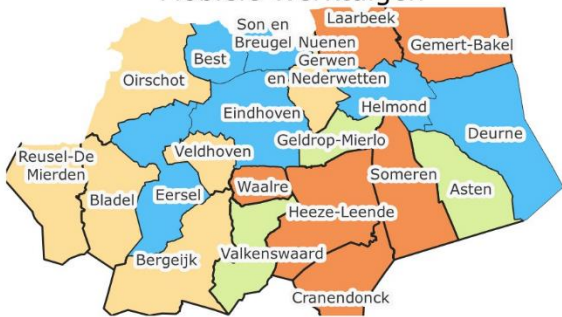 Laarbeek
Son en
Breugel Nuenen
Gerwen
en Nederwetten
Best
Gemert-Bakel
Oirschot
Eindhoven
Helmond
Deurne
Geldrop-Mierlo
Veldhoven
Reusel-De
Mierden
Bladel
Eersel
Waalre
Someren
Asten
Heeze-Leende
Bergeijk
Valkenswaard
Cranendonck